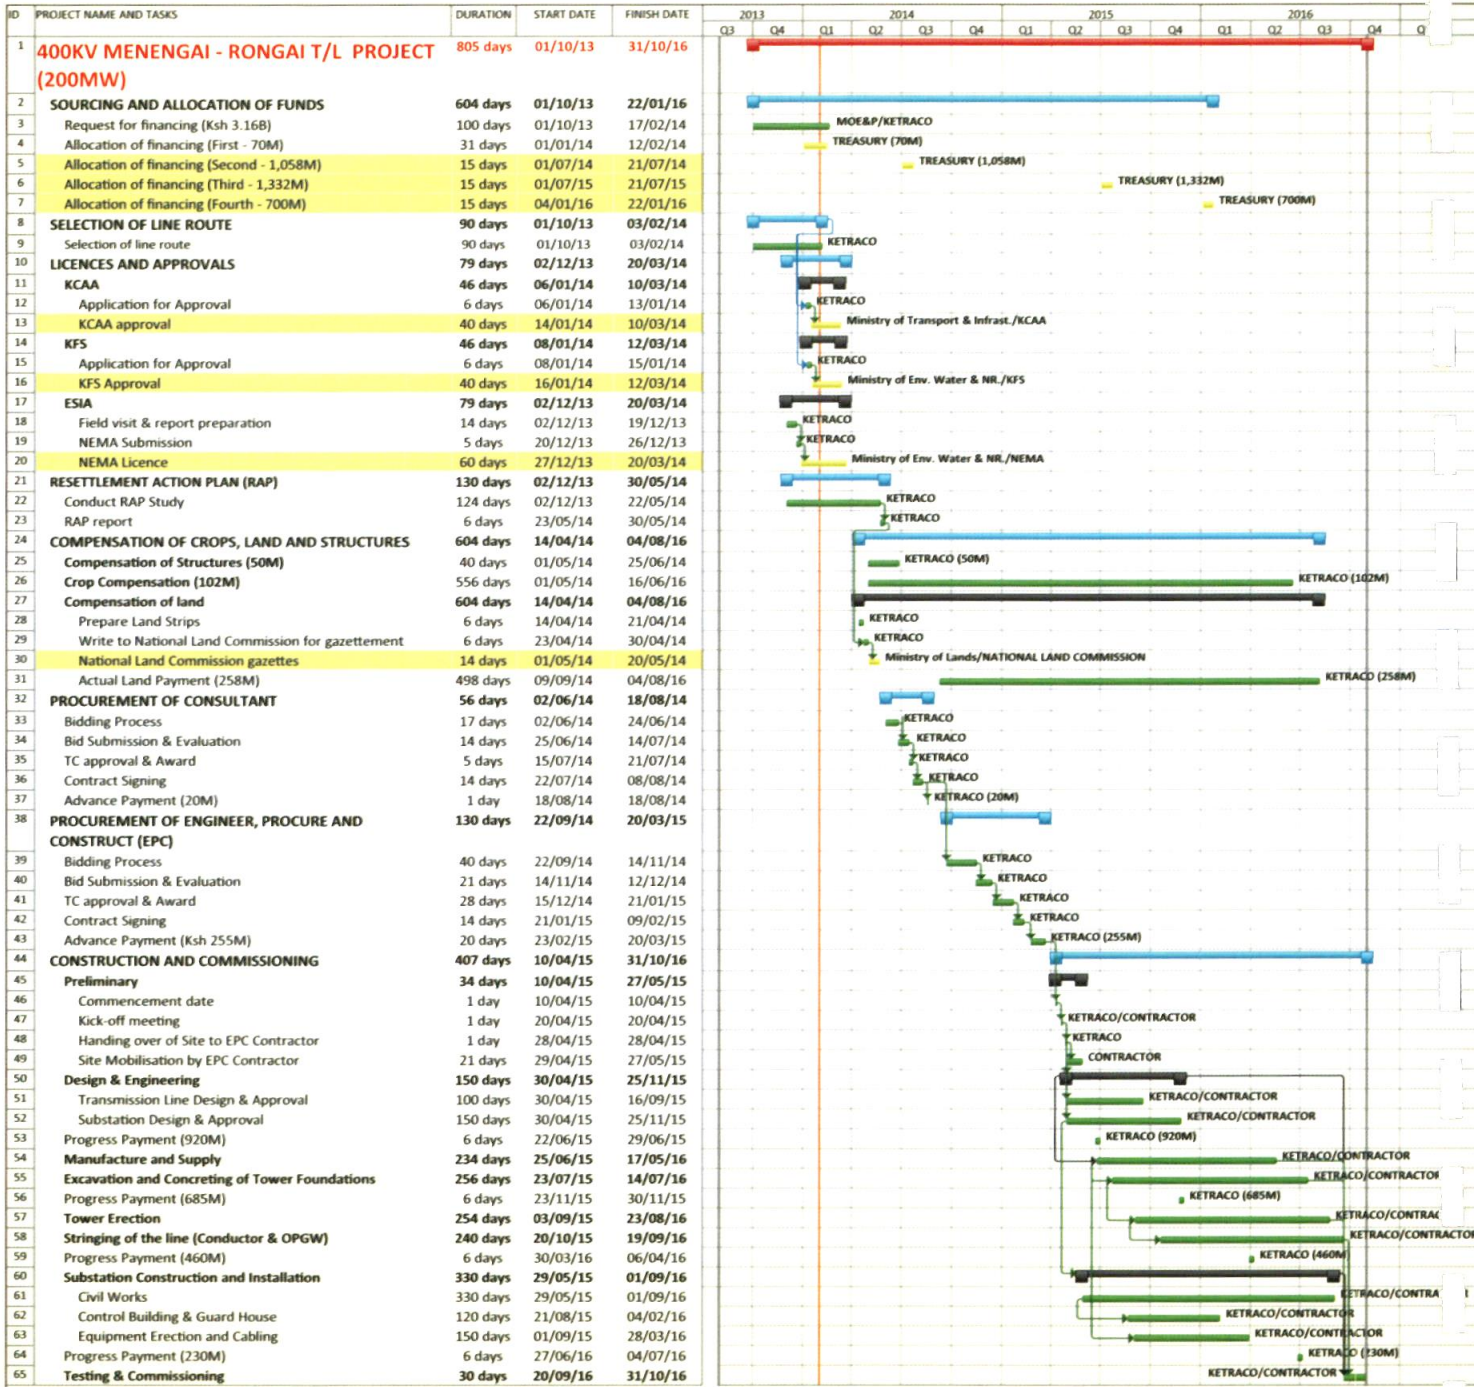 ID PROJECT NAME AND TASKS DURATION START DATE FINISH DATE 2013 2014 2015 2016
Q3 Q4 Q1 Q2 Q3 Q4 Q1 Q2 Q3 Q4 Q1 Q2 Q3 Q4 Q
1 400KV MENENGAI - RONGAI T/L PROJECT 805 days 01/10/13 31/10/16
(200MW)
2 SOURCING AND ALLOCATION OF FUNDS 604 days 01/10/13 22/01/16
3 Request for financing (Ksh 3.16B) 100 days 01/10/13 17/02/14 MOE&P/KETRACO
4 Allocation of financing (First - 70M) 31 days 01/01/14 12/02/14 TREASURY (70M)
5 Allocation of financing (Second - 1,058M) 15 days 01/07/14 21/07/14 TREASURY (1,058M)
6 Allocation of financing (Third - 1,332M) 15 days 01/07/15 21/07/15 TREASURY (1,332M)
7 Allocation of financing (Fourth - 700M) 15 days 04/01/16 22/01/16 TREASURY (700M)
8 SELECTION OF LINE ROUTE 90 days 01/10/13 03/02/14
9 Selection of line route 90 days 01/10/13 03/02/14 KETRACO
10 LICENCES AND APPROVALS 79 days 02/12/13 20/03/14
11 KCAA 46 days 06/01/14 10/03/14
12 Application for Approval 6 days 06/01/14 13/01/14 KETRACO
13 KCAA approval 40 days 14/01/14 10/03/14 Ministry of Transport & Infrast./KCAA
14 KFS 46 days 08/01/14 12/03/14
15 Application for Approval 6 days 08/01/14 15/01/14 KETRACO
16 KFS Approval 40 days 16/01/14 12/03/14 Ministry of Env. Water & NR./KFS
17 ESIA 79 days 02/12/13 20/03/14
18 Field visit & report preparation 14 days 02/12/13 19/12/13 KETRACO
19 NEMA Submission 5 days 20/12/13 26/12/13 KETRACO
20 NEMA Licence 60 days 27/12/13 20/03/14 Ministry of Env. Water & NR./NEMA
21 RESETTLEMENT ACTION PLAN (RAP) 130 days 02/12/13 30/05/14
22 Conduct RAP Study 124 days 02/12/13 22/05/14 KETRACO
23 RAP report 6 days 23/05/14 30/05/14 KETRACO
24 COMPENSATION OF CROPS, LAND AND STRUCTURES 604 days 14/04/14 04/08/16
25 Compensation of Structures (50M) 40 days 01/05/14 25/06/14 KETRACO (50M)
26 Crop Compensation (102M) 556 days 01/05/14 16/06/16 KETRACO (102M)
27 Compensation of land 604 days 14/04/14 04/08/16
28 Prepare Land Strips 6 days 14/04/14 21/04/14 KETRACO
29 Write to National Land Commission for gazettement 6 days 23/04/14 30/04/14 KETRACO
30 National Land Commission gazettes 14 days 01/05/14 20/05/14 Ministry of Lands/NATIONAL LAND COMMISSION
31 Actual Land Payment (258M) 498 days 09/09/14 04/08/16 KETRACO (258M)
32 PROCUREMENT OF CONSULTANT 56 days 02/06/14 18/08/14
33 Bidding Process 17 days 02/06/14 24/06/14 KETRACO
34 Bid Submission & Evaluation 14 days 25/06/14 14/07/14 KETRACO
35 TC approval & Award 5 days 15/07/14 21/07/14 KETRACO
36 Contract Signing 14 days 22/07/14 08/08/14 KETRACO
37 Advance Payment (20M) 1 day 18/08/14 18/08/14 KETRACO (20M)
38 PROCUREMENT OF ENGINEER, PROCURE AND 130 days 22/09/14 20/03/15
CONSTRUCT (EPC)
39 Bidding Process 40 days 22/09/14 14/11/14 KETRACO
40 Bid Submission & Evaluation 21 days 14/11/14 12/12/14 KETRACO
41 TC approval & Award 28 days 15/12/14 21/01/15 KETRACO
42 Contract Signing 14 days 21/01/15 09/02/15 KETRACO
43 Advance Payment (Ksh 255M) 20 days 23/02/15 20/03/15 KETRACO (255M)
44 CONSTRUCTION AND COMMISSIONING 407 days 10/04/15 31/10/16
45 Preliminary 34 days 10/04/15 27/05/15
46 Commencement date 1 day 10/04/15 10/04/15
47 Kick-off meeting 1 day 20/04/15 20/04/15 KETRACO/CONTRACTOR
48 Handing over of Site to EPC Contractor 1 day 28/04/15 28/04/15 KETRACO
49 Site Mobilisation by EPC Contractor 21 days 29/04/15 27/05/15 CONTRACTOR
50 Design & Engineering 150 days 30/04/15 25/11/15
51 Transmission Line Design & Approval 100 days 30/04/15 16/09/15 KETRACO/CONTRACTOR
52 Substation Design & Approval 150 days 30/04/15 25/11/15 KETRACO/CONTRACTOR
53 Progress Payment (920M) 6 days 22/06/15 29/06/15 KETRACO (920M)
54 Manufacture and Supply 234 days 25/06/15 17/05/16 KETRACO/CONTRACTOR
55 Excavation and Concreting of Tower Foundations 256 days 23/07/15 14/07/16 KETRACO/CONTRACTOR
56 Progress Payment (685M) 6 days 23/11/15 30/11/15 KETRACO (685M)
57 Tower Erection 254 days 03/09/15 23/08/16 KETRACO/CONTRAC
58 Stringing of the line (Conductor & OPGW) 240 days 20/10/15 19/09/16 KETRACO/CONTRACTOR
59 Progress Payment (460M) 6 days 30/03/16 06/04/16 KETRACO (460M)
60 Substation Construction and Installation 330 days 29/05/15 01/09/16
61 Civil Works 330 days 29/05/15 01/09/16 KETRACO/CONTRA
62 Control Building & Guard House 120 days 21/08/15 04/02/16 KETRACO/CONTRACTOR
63 Equipment Erection and Cabling 150 days 01/09/15 28/03/16 KETRACO/CONTRACTOR
64 Progress Payment (230M) 6 days 27/06/16 04/07/16 KETRACO (230M)
65 Testing & Commissioning 30 days 20/09/16 31/10/16 KETRACO/CONTRACTOR